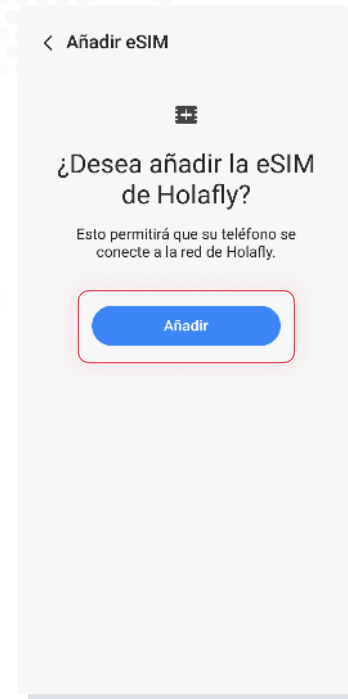 Añadir eSIM
¿Desea añadir la eSIM
de Holafly?
Esto permitirá que su teléfono se
conecte a la red de Holafly.
Añadir